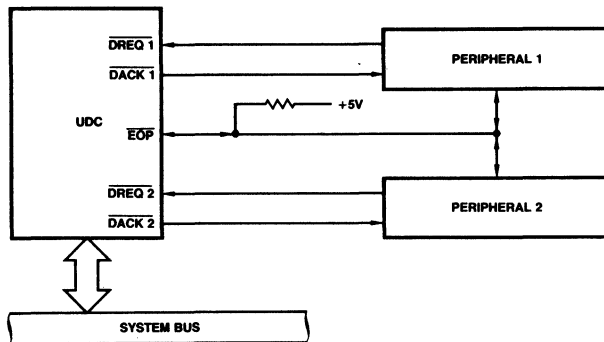 DREQ 1
PERIPHERAL 1
DACK 1
+5V
UDC
EOP
DREQ 2
PERIPHERAL 2
DACK 2
SYSTEM BUS